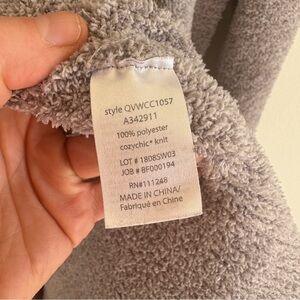 style QVWCC1057
A342911
100% polyester
cozychic® knit
LOT # 1808SW03
JOB # BF000194
RN#111248
MADE IN CHINA/
Fabriqué en Chine